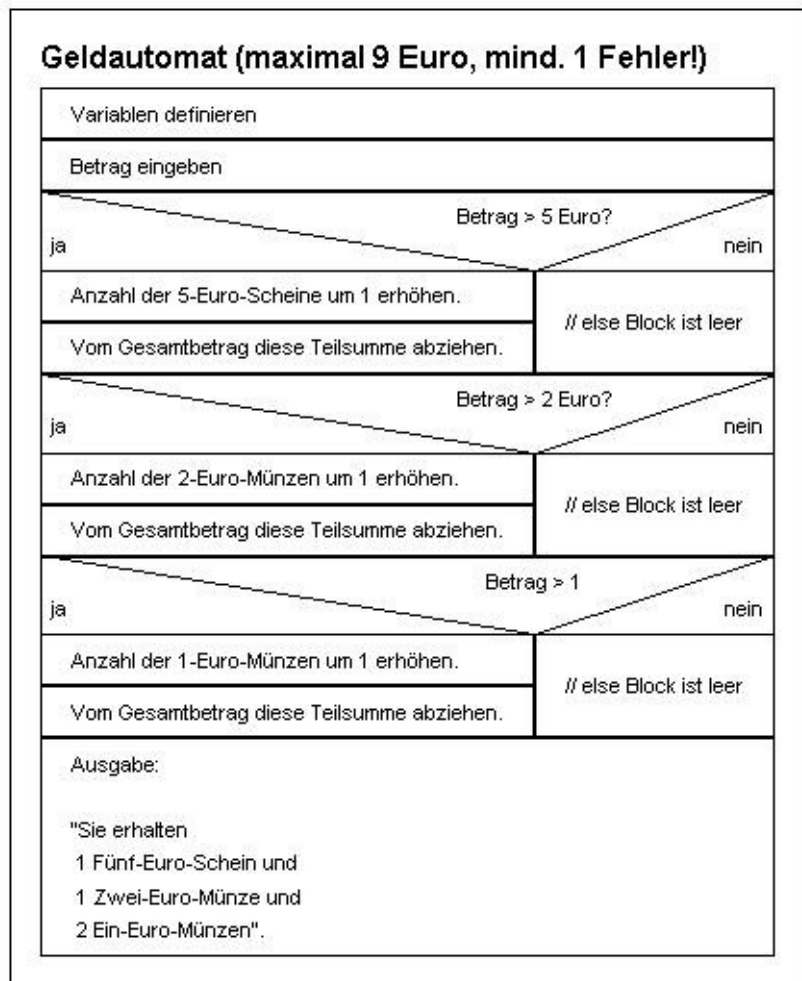 Geldautomat (maximal 9 Euro, mind. 1 Fehler!)
Variablen definieren
Betrag eingeben
Betrag > 5 Euro?
ja
nein
Anzahl der 5-Euro-Scheine um 1 erhöhen.
Vom Gesamtbetrag diese Teilsumme abziehen.
// else Block ist leer
Betrag > 2 Euro?
ja
nein
Anzahl der 2-Euro-Münzen um 1 erhöhen.
Vom Gesamtbetrag diese Teilsumme abziehen.
// else Block ist leer
Betrag > 1
ja
nein
Anzahl der 1-Euro-Münzen um 1 erhöhen.
Vom Gesamtbetrag diese Teilsumme abziehen.
// else Block ist leer
Ausgabe:
"Sie erhalten
1 Fünf-Euro-Schein und
1 Zwei-Euro-Münze und
2 Ein-Euro-Münzen".